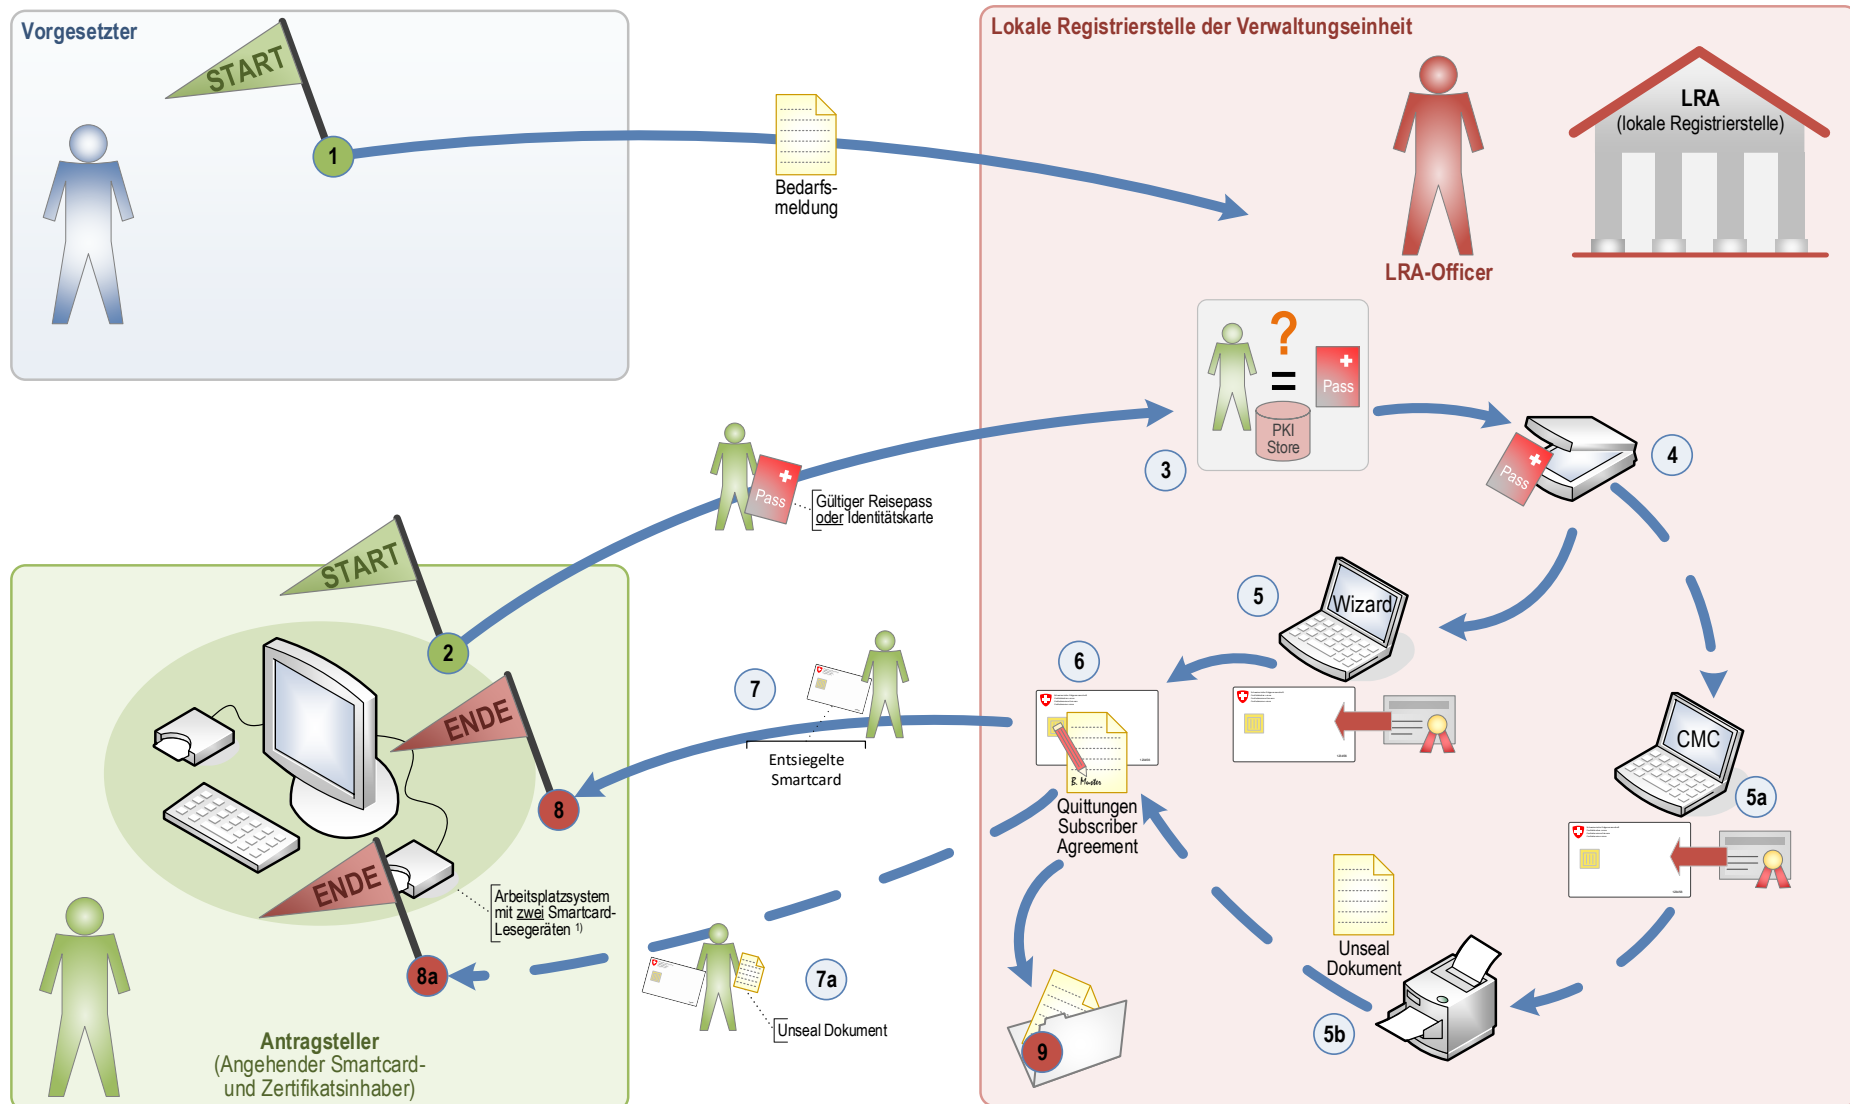 Vorgesetzter
START
1
Bedarfs-
meldung
Lokale Registrierstelle der Verwaltungseinheit
LRA
(lokale Registrierstelle)
LRA-Officer
?
=
Pass
PKI
Store
3
Pass
4
Pass
Gültiger Reisepass
oder Identitätskarte
START
2
ENDE
8
ENDE
8a
Arbeitsplatzsystem
mit zwei Smartcard-
Lesegeräten 1)
Antragsteller
(Angehender Smartcard-
und Zertifikatsinhaber)
7
Entsiegelte
Smartcard
7a
Unseal Dokument
5
Wizard
6
B. Muster
Quittungen
Subscriber
Agreement
CMC
5a
Unseal
Dokument
5b
9